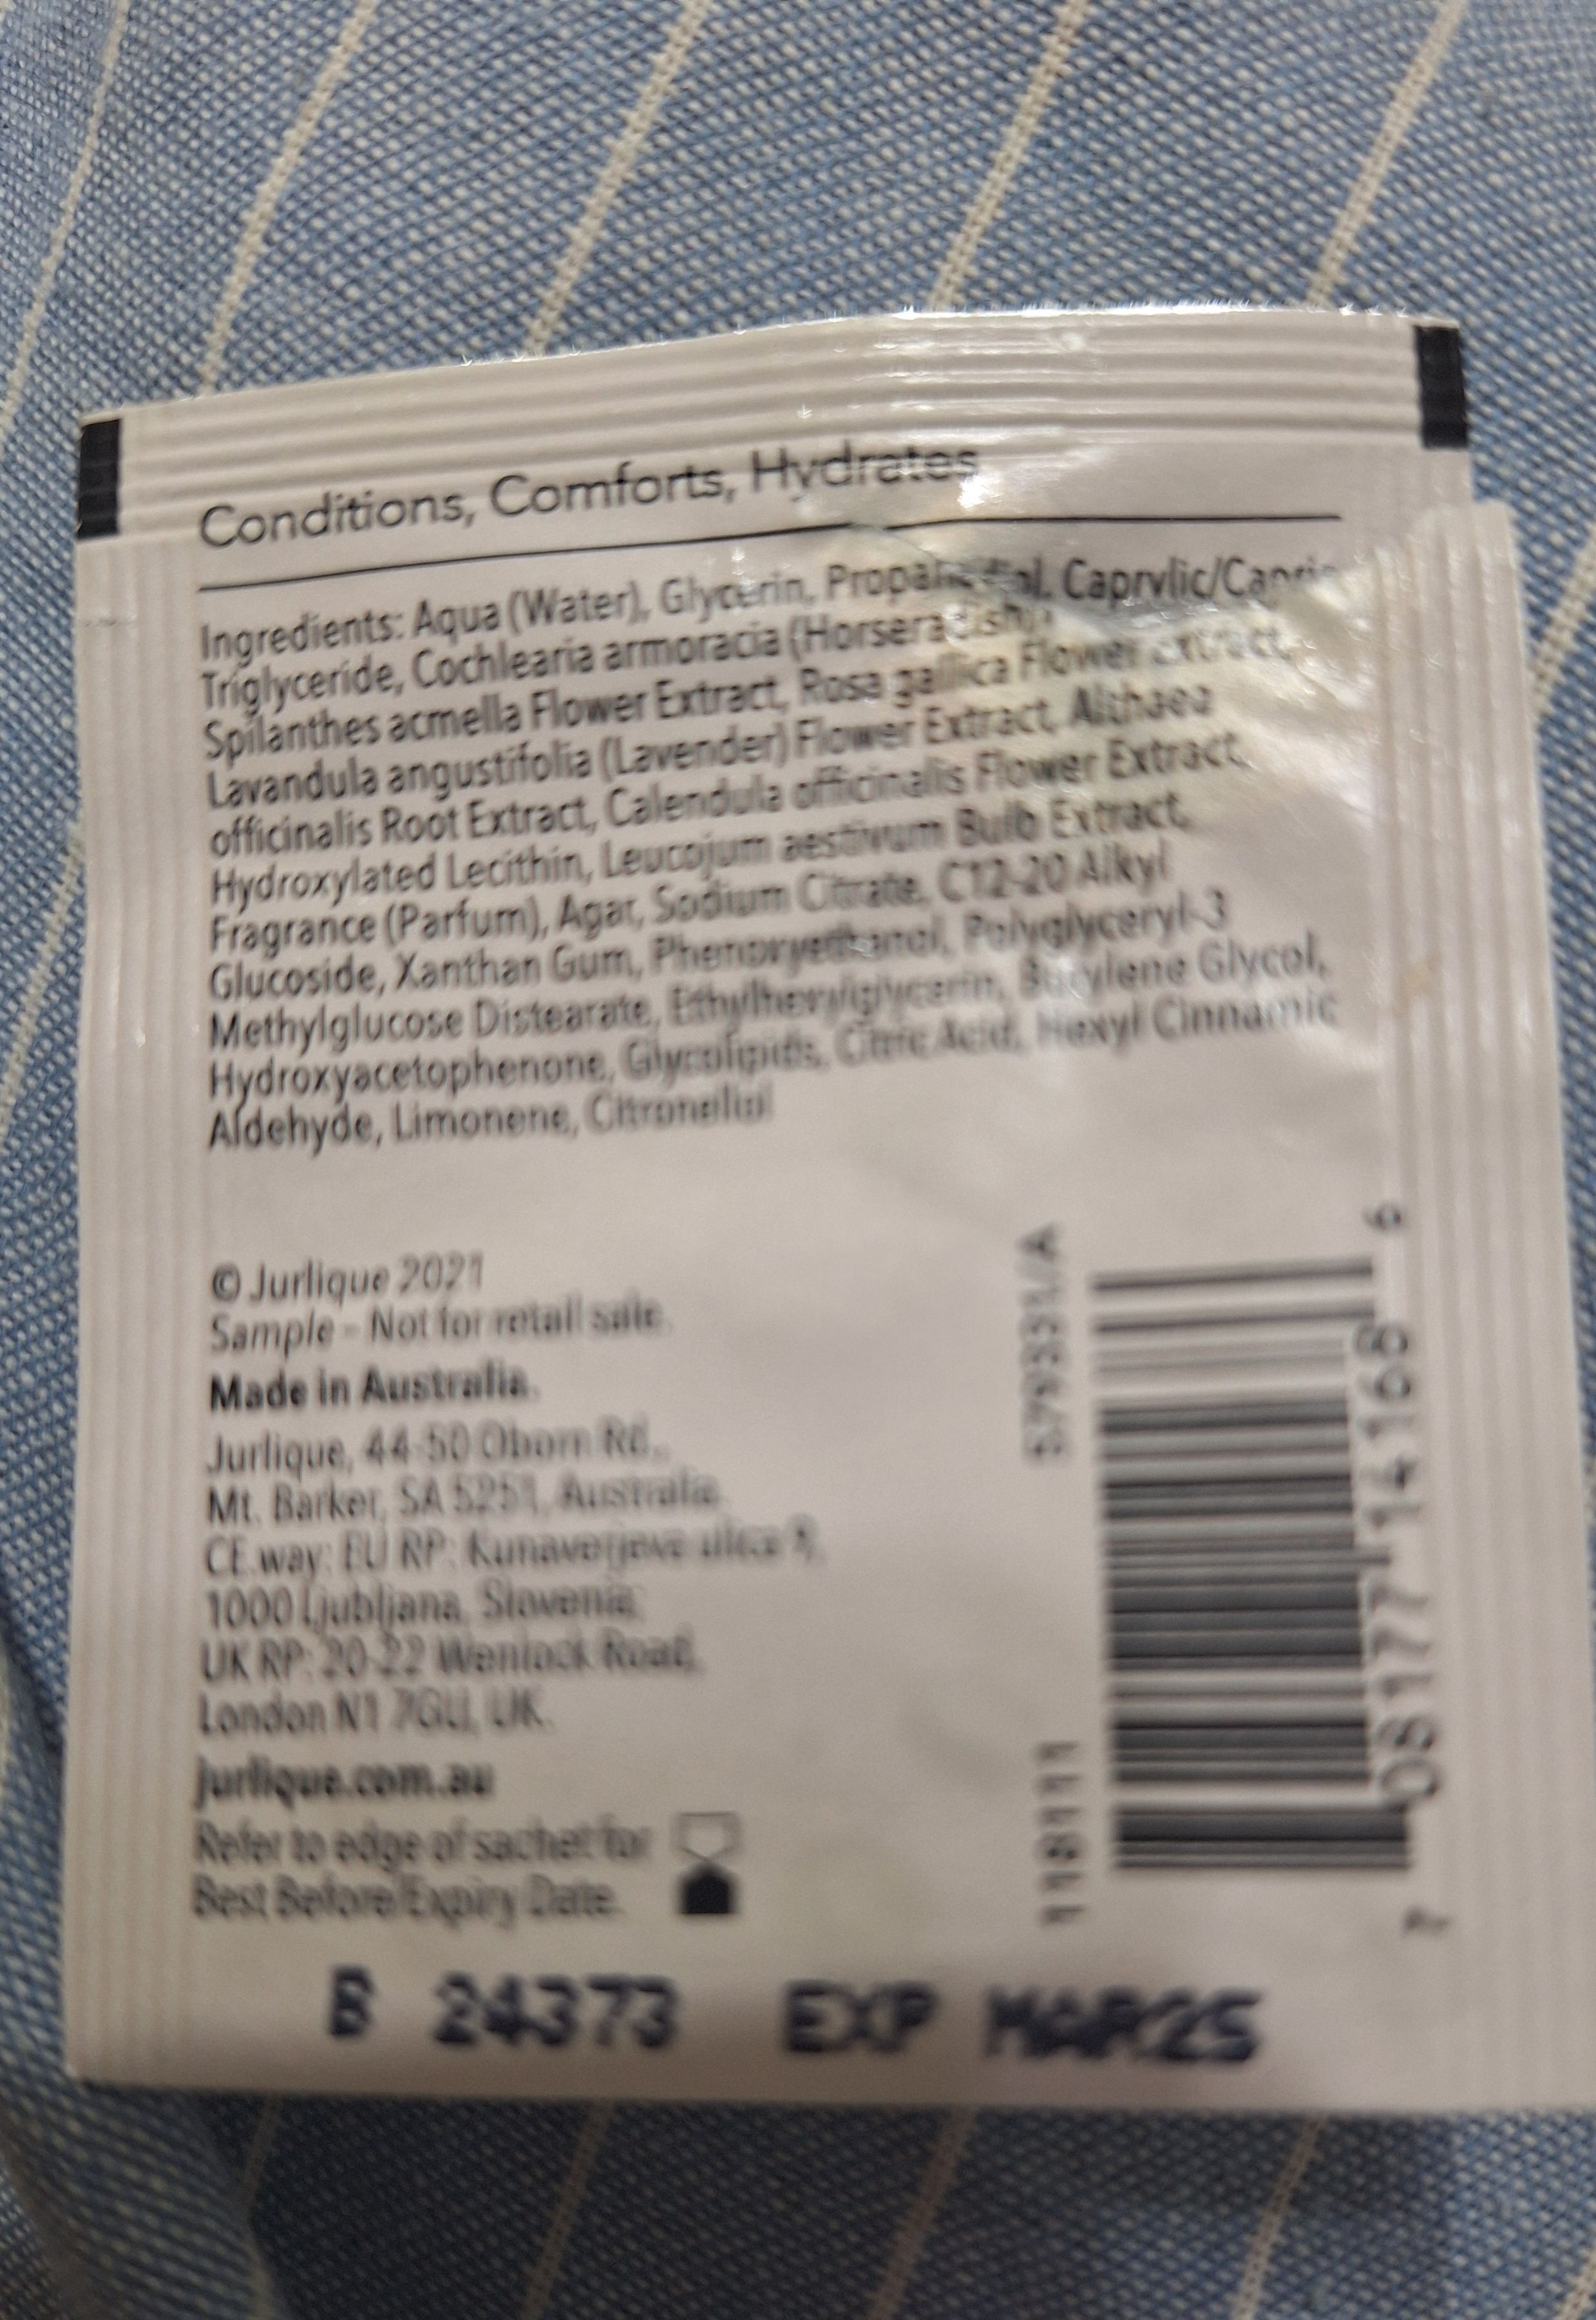 Conditions, Comforts, Hydrates
Ingredients: Aqua (Water), Glycerin, Caprylic/Capric
Triglyceride, Cochlearia armoracia (Horseradish)
Spilanthes acmella Flower Extract, Rosa gallica Flower Extract,
Lavandula angustifolia (Lavender) Flower Extract, Althaea
officinalis Root Extract, Calendula officinalis Flower Extract,
Hydroxylated Lecithin, Leucojum aestivum Bulb Extract,
Fragrance (Parfum), Agar, Sodium Citrate, C12-20 Alkyl
Glucoside, Xanthan Gum, Phenoxyethanol, Polyglyceryl-3
Methylglucose Distearate, Ethylhexylglycerin, Butylene Glycol,
Hydroxyacetophenone, Glycolipids, Citric Acid, Hexyl Cinnamic
Aldehyde, Limonene, Citronellol
© Jurlique 2021
Sample - Not for retail sale.
Made in Australia.
Jurlique, 44-50 Oborn Rd.,
Mt. Barker, SA 5251, Australia.
CE.way: EU RP: Kunaverjeva ulica 9,
1000 Ljubljana, Slovenia;
UK RP: 20-22 Wenlock Road,
London N1 7GU, UK.
jurlique.com.au
Refer to edge of sachet for
Best Before/Expiry Date.
118111
7 08177 14168 6
B 24373 EXP MAR25